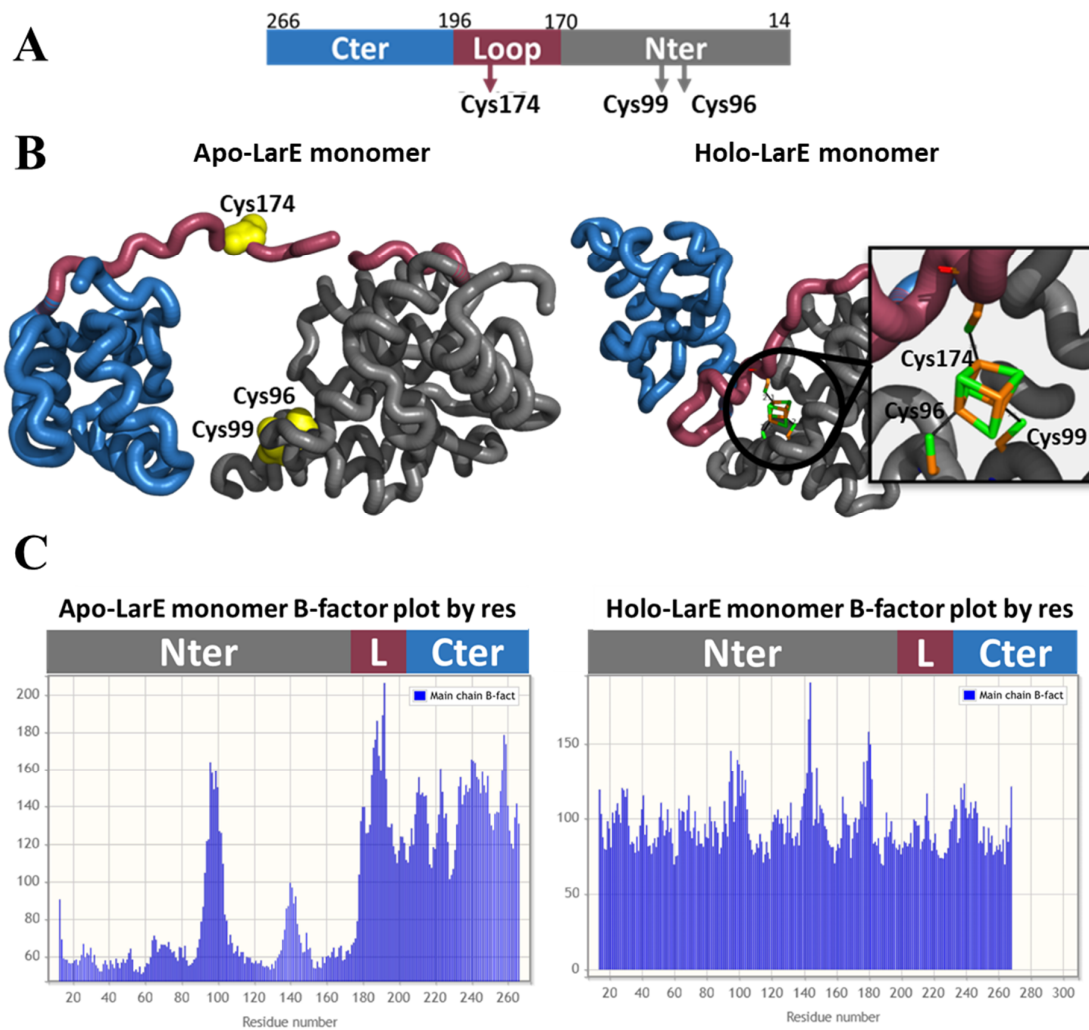 A
266 196 170 14
Cter Loop Nter
Cys174 Cys99 Cys96
B
Apo-LarE monomer
Holo-LarE monomer
Cys174
Cys96
Cys99
Cys174
Cys96
Cys99
C
Apo-LarE monomer B-factor plot by res
Nter L Cter
Main chain B-fact
200
180
160
140
120
100
80
60
20 40 60 80 100 120 140 160 180 200 220 240 260
Residue number
Holo-LarE monomer B-factor plot by res
Nter L Cter
Main chain B-fact
150
100
50
0
20 40 60 80 100 120 140 160 180 200 220 240 260 280 300
Residue number